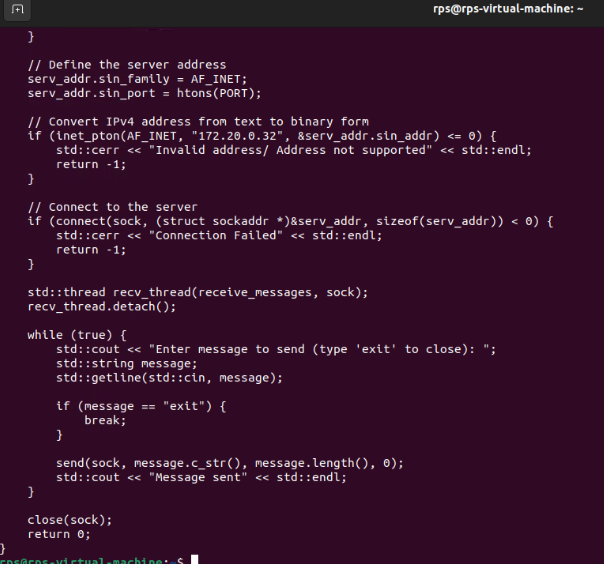 rps@rps-virtual-machine: ~
    }

    // Define the server address
    serv_addr.sin_family = AF_INET;
    serv_addr.sin_port = htons(PORT);

    // Convert IPv4 address from text to binary form
    if (inet_pton(AF_INET, "172.20.0.32", &serv_addr.sin_addr) <= 0) {
        std::cerr << "Invalid address/ Address not supported" << std::endl;
        return -1;
    }

    // Connect to the server
    if (connect(sock, (struct sockaddr *)&serv_addr, sizeof(serv_addr)) < 0) {
        std::cerr << "Connection Failed" << std::endl;
        return -1;
    }

    std::thread recv_thread(receive_messages, sock);
    recv_thread.detach();

    while (true) {
        std::cout << "Enter message to send (type 'exit' to close): ";
        std::string message;
        std::getline(std::cin, message);

        if (message == "exit") {
            break;
        }

        send(sock, message.c_str(), message.length(), 0);
        std::cout << "Message sent" << std::endl;
    }

    close(sock);
    return 0;
}
rps@rps-virtual-machine:~$